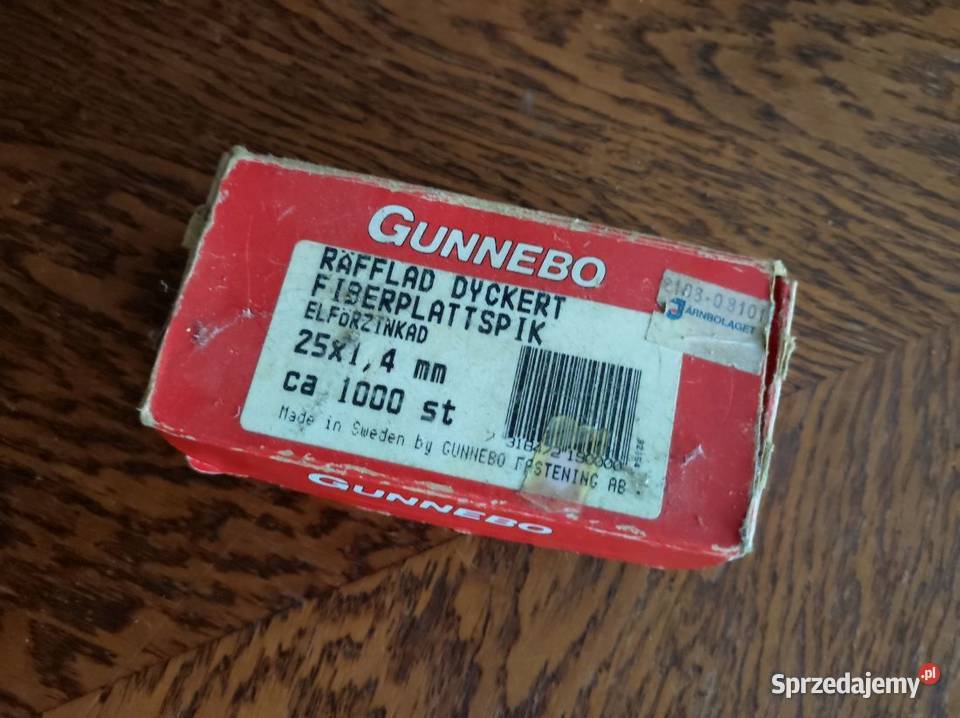 GUNNEBO
RÄFFLAD DYCKERT
FIBERPLATTSPIK
ELFÖRZINKAD
25x1,4 mm
ca 1000 st
Made in Sweden by GUNNEBO FASTENING AB
JÄRNBOLAGET
GUNNEBO
Sprzedajemy.pl